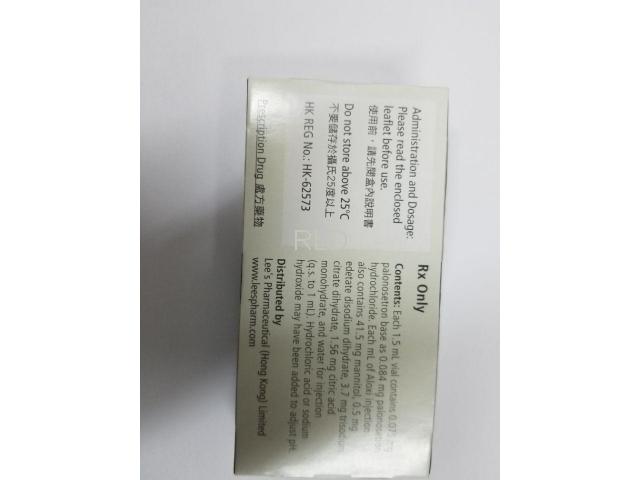 Administration and Dosage:
Please read the enclosed
leaflet before use.
使用前，請先閱盒內說明書
Do not store above 25°C
不要儲存於攝氏25度以上
HK REG No.: HK-62573
Prescription Drug 處方藥物
Rx Only
Contents: Each 1.5 mL vial contains
palonosetron base as 0.084 mg palonosetron
hydrochloride. Each mL of Aloxi injection
also contains 41.5 mg mannitol, 0.5 mg
edetate disodium dihydrate, 3.7 mg trisodium
citrate dihydrate, 1.56 mg citric acid
monohydrate, and water for injection
(q.s. to 1 mL). Hydrochloric acid or sodium
hydroxide may have been added to adjust pH.
Distributed by
Lee's Pharmaceutical (Hong Kong) Limited
www.leespharm.com